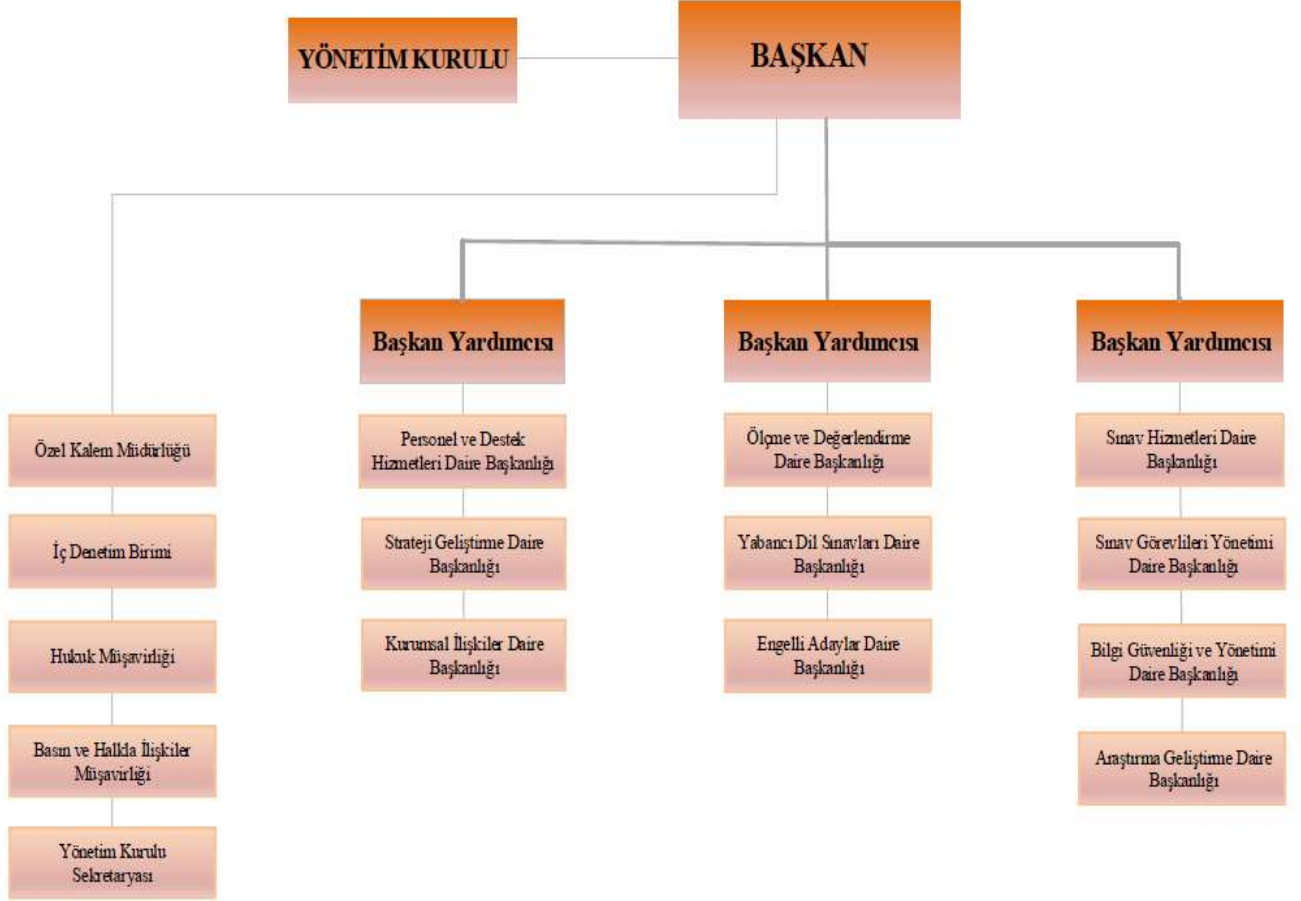 YÖNETİM KURULU
BAŞKAN
Başkan Yardımcısı
Başkan Yardımcısı
Başkan Yardımcısı
Özel Kalem Müdürlüğü
İç Denetim Birimi
Hukuk Müşavirliği
Basın ve Halkla İlişkiler
Müşavirliği
Yönetim Kurulu
Sekretaryası
Personel ve Destek
Hizmetleri Daire Başkanlığı
Strateji Geliştirme Daire
Başkanlığı
Kurumsal İlişkiler Daire
Başkanlığı
Ölçme ve Değerlendirme
Daire Başkanlığı
Yabancı Dil Sınavları Daire
Başkanlığı
Engelli Adaylar Daire
Başkanlığı
Sınav Hizmetleri Daire
Başkanlığı
Sınav Görevlileri Yönetimi
Daire Başkanlığı
Bilgi Güvenliği ve Yönetimi
Daire Başkanlığı
Araştırma Geliştirme Daire
Başkanlığı